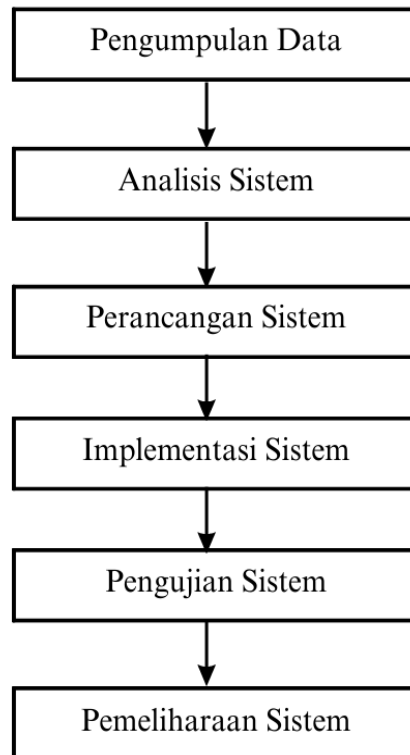 Pengumpulan Data
Analisis Sistem
Perancangan Sistem
Implementasi Sistem
Pengujian Sistem
Pemeliharaan Sistem